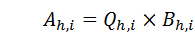 A_{h,i} = Q_{h,i} × B_{h,i}